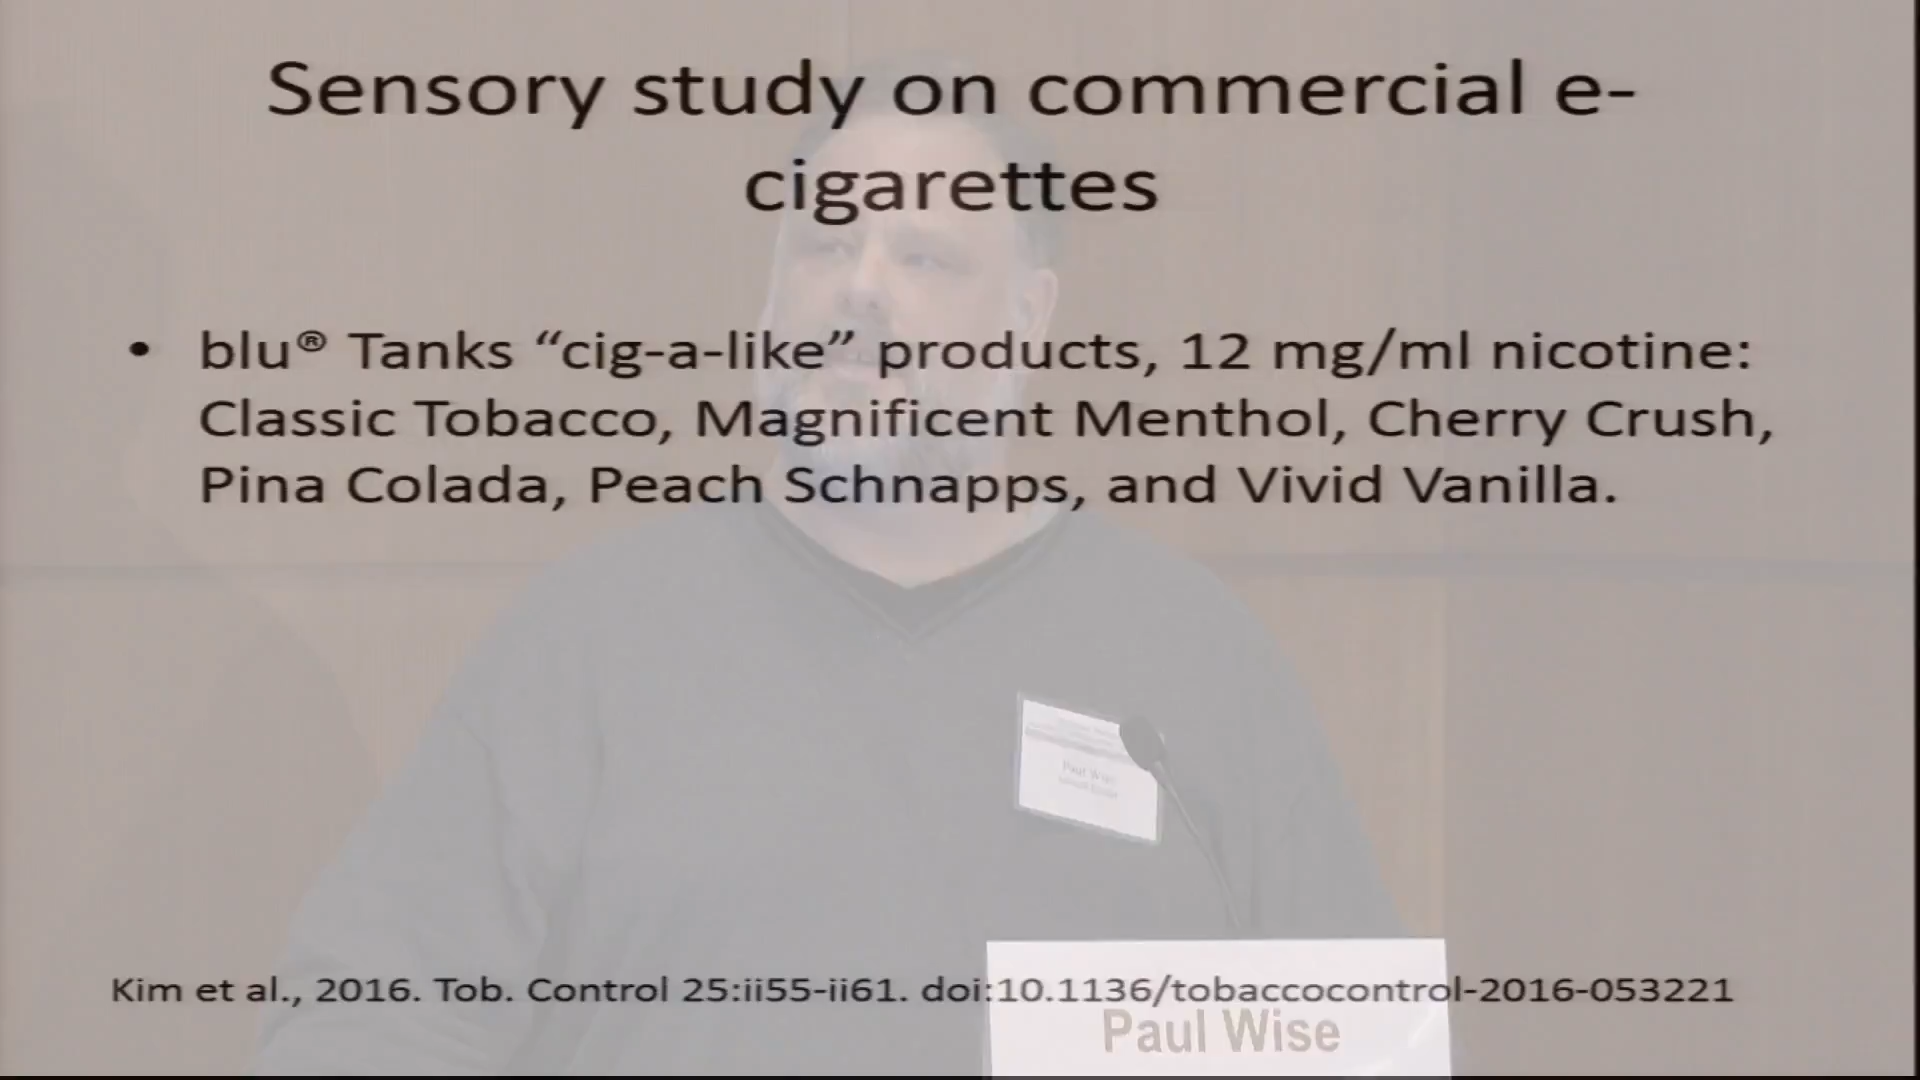 Sensory study on commercial e-
cigarettes
• blu® Tanks “cig-a-like” products, 12 mg/ml nicotine:
Classic Tobacco, Magnificent Menthol, Cherry Crush,
Pina Colada, Peach Schnapps, and Vivid Vanilla.
Paul Wise
Kim et al., 2016. Tob. Control 25:ii55-ii61. doi:10.1136/tobaccocontrol-2016-053221
Paul Wise